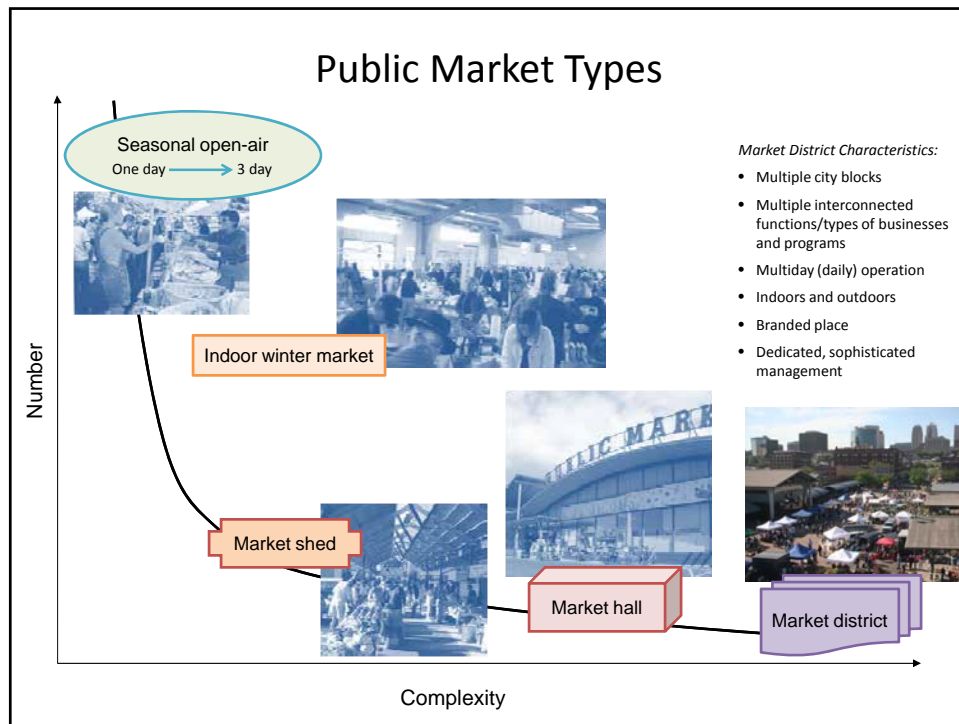 Public Market Types
Seasonal open-air
One day 3 day
Market District Characteristics:
• Multiple city blocks
• Multiple interconnected
functions/types of businesses
and programs
• Multiday (daily) operation
• Indoors and outdoors
• Branded place
• Dedicated, sophisticated
management
Indoor winter market
Number
PUBLIC MARK
Market shed
Market hall
Market district
Complexity